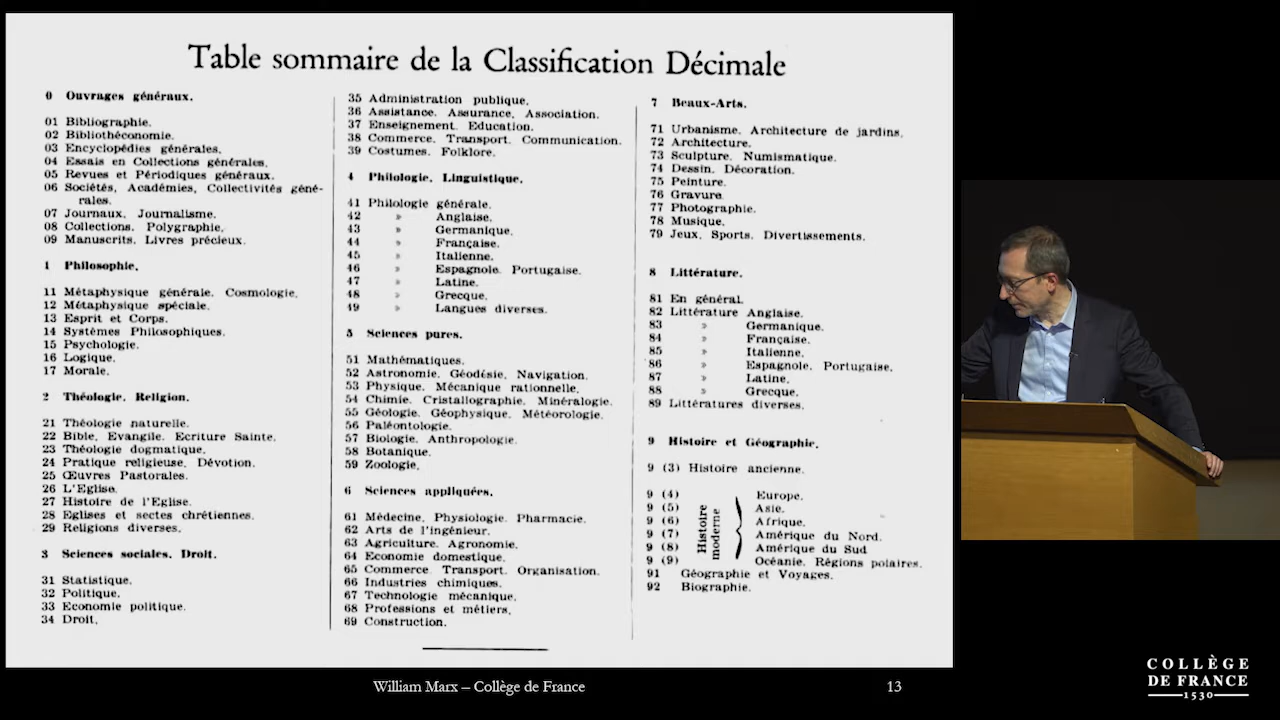 Table sommaire de la Classification Décimale
0 Ouvrages généraux.
01 Bibliographie.
02 Bibliothéconomie.
03 Encyclopédies générales.
04 Essais en Collections générales.
05 Revues et Périodiques généraux.
06 Sociétés, Académies, Collectivités géné-
rales.
07 Journaux. Journalisme.
08 Collections. Polygraphie.
09 Manuscrits. Livres précieux.
1 Philosophie.
11 Métaphysique générale. Cosmologie.
12 Métaphysique spéciale.
13 Esprit et Corps.
14 Systèmes Philosophiques.
15 Psychologie.
16 Logique.
17 Morale.
2 Théologie. Religion.
21 Théologie naturelle.
22 Bible. Evangile. Ecriture Sainte.
23 Théologie dogmatique.
24 Pratique religieuse. Dévotion.
25 Œuvres Pastorales.
26 L'Eglise.
27 Histoire de l'Eglise.
28 Eglises et sectes chrétiennes.
29 Religions diverses.
3 Sciences sociales. Droit.
31 Statistique.
32 Politique.
33 Economie politique.
34 Droit.
35 Administration publique.
36 Assistance. Assurance. Association.
37 Enseignement. Education.
38 Commerce. Transport. Communication.
39 Costumes. Folklore.
4 Philologie. Linguistique.
41 Philologie générale.
42 » Anglaise.
43 » Germanique.
44 » Française.
45 » Italienne.
46 » Espagnole. Portugaise.
47 » Latine.
48 » Grecque.
49 » Langues diverses.
5 Sciences pures.
51 Mathématiques.
52 Astronomie. Géodésie. Navigation.
53 Physique. Mécanique rationnelle.
54 Chimie. Cristallographie. Minéralogie.
55 Géologie. Géophysique. Météorologie.
56 Paléontologie.
57 Biologie. Anthropologie.
58 Botanique.
59 Zoologie.
6 Sciences appliquées.
61 Médecine. Physiologie. Pharmacie.
62 Arts de l'ingénieur.
63 Agriculture. Agronomie.
64 Economie domestique.
65 Commerce. Transport. Organisation.
66 Industries chimiques.
67 Technologie mécanique.
68 Professions et métiers.
69 Construction.
7 Beaux-Arts.
71 Urbanisme. Architecture de jardins.
72 Architecture.
73 Sculpture. Numismatique.
74 Dessin. Décoration.
75 Peinture.
76 Gravure.
77 Photographie.
78 Musique.
79 Jeux. Sports. Divertissements.
8 Littérature.
81 En général.
82 Littérature Anglaise.
83 » Germanique.
84 » Française.
85 » Italienne.
86 » Espagnole. Portugaise.
87 » Latine.
88 » Grecque.
89 Littératures diverses.
9 Histoire et Géographie.
9 (3) Histoire ancienne.
Histoire
moderne
9 (4) Europe.
9 (5) Asie.
9 (6) Afrique.
9 (7) Amérique du Nord.
9 (8) Amérique du Sud
9 (9) Océanie. Régions polaires.
91 Géographie et Voyages.
92 Biographie.
William Marx – Collège de France
13
COLLÈGE
DE FRANCE
1530